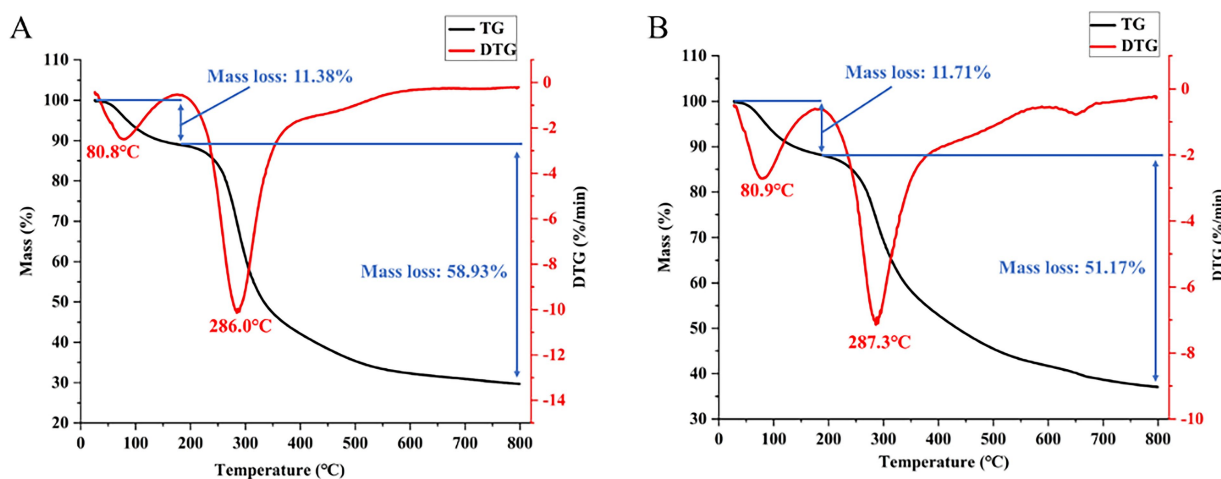 A
TG
DTG
110
100
90
80
70
60
50
40
30
20
0
-2
-4
-6
-8
-10
-12
-14
Mass loss: 11.38%
80.8°C
Mass loss: 58.93%
286.0°C
Mass (%)
DTG (%/min)
0 100 200 300 400 500 600 700 800
Temperature (°C)
B
TG
DTG
110
100
90
80
70
60
50
40
30
0
-2
-4
-6
-8
-10
Mass loss: 11.71%
80.9°C
Mass loss: 51.17%
287.3°C
Mass (%)
DTG (%/min)
0 100 200 300 400 500 600 700 800
Temperature (°C)